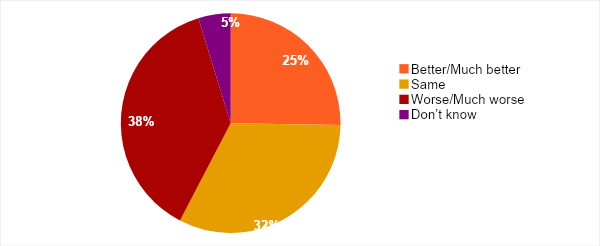 5%
25%
38%
32%
Better/Much better
Same
Worse/Much worse
Don't know